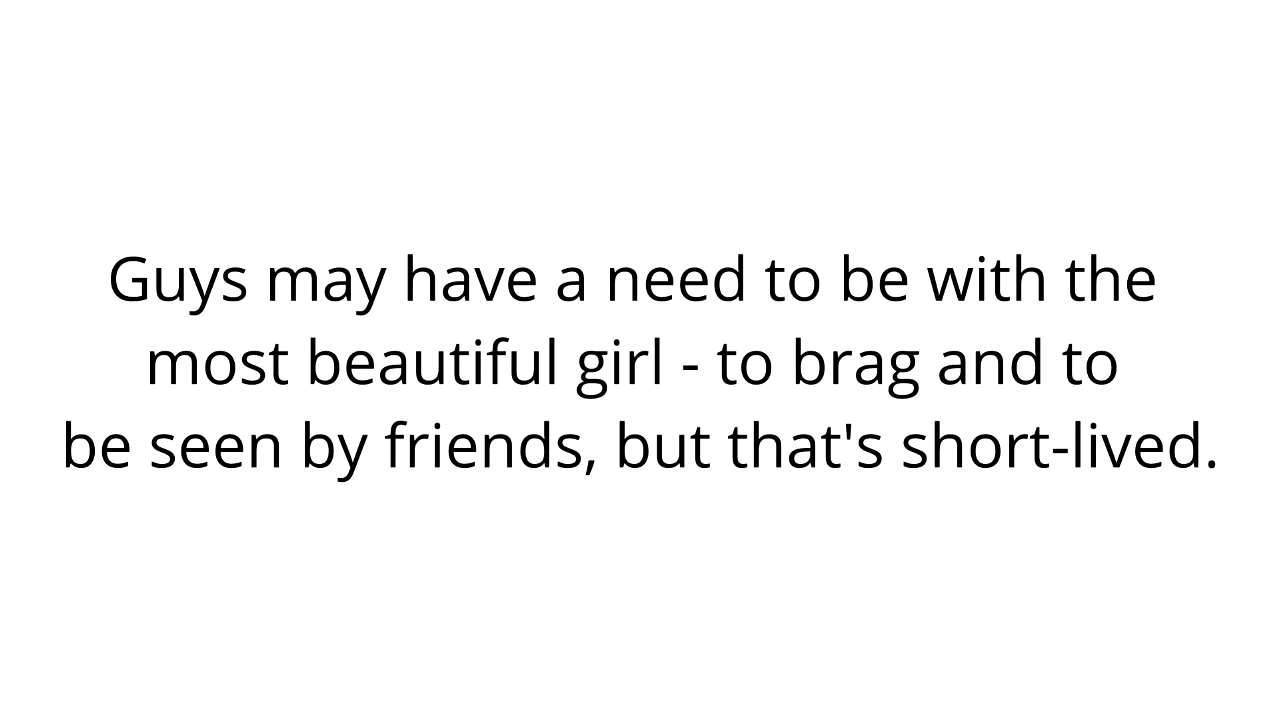 Guys may have a need to be with the
most beautiful girl - to brag and to
be seen by friends, but that's short-lived.